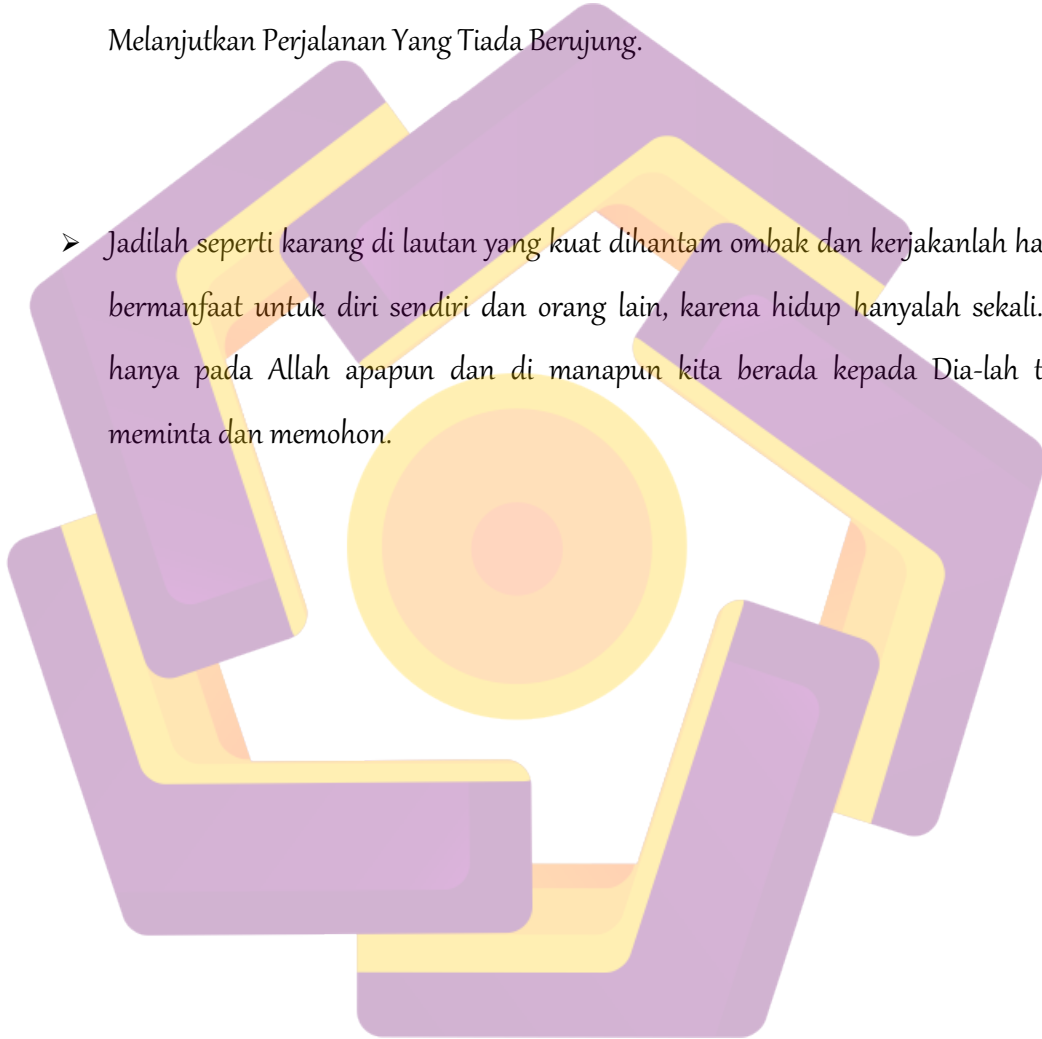 Melanjutkan Perjalanan Yang Tiada Berujung.
➢ Jadilah seperti karang di lautan yang kuat dihantam ombak dan kerjakanlah
bermanfaat untuk diri sendiri dan orang lain, karena hidup hanyalah sekali.
hanya pada Allah apapun dan di manapun kita berada kepada Dia-lah
meminta dan memohon.